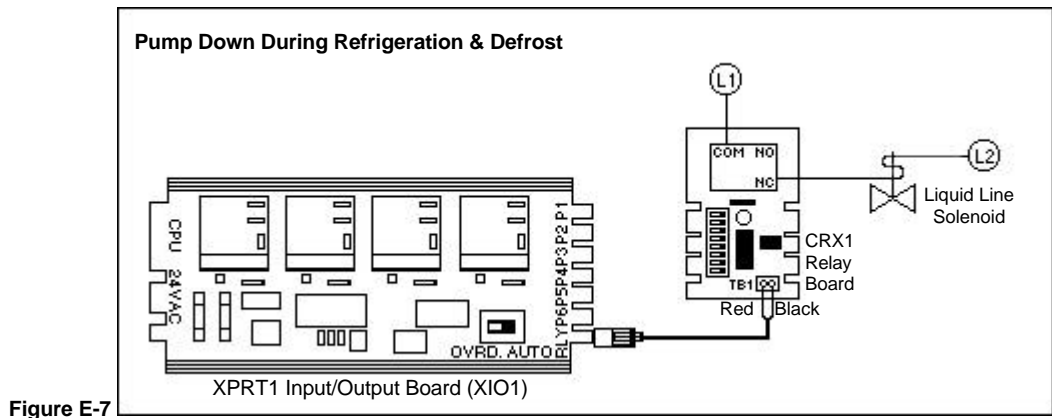 Pump Down During Refrigeration & Defrost
L1
COM NO
NC
L2
Liquid Line
Solenoid
CRX1
Relay
Board
TB1
Red Black
CPU
24VAC
P1
P2
P3
P4
P5
P6
RLY
OVRD. AUTO
XPRT1 Input/Output Board (XIO1)
Figure E-7